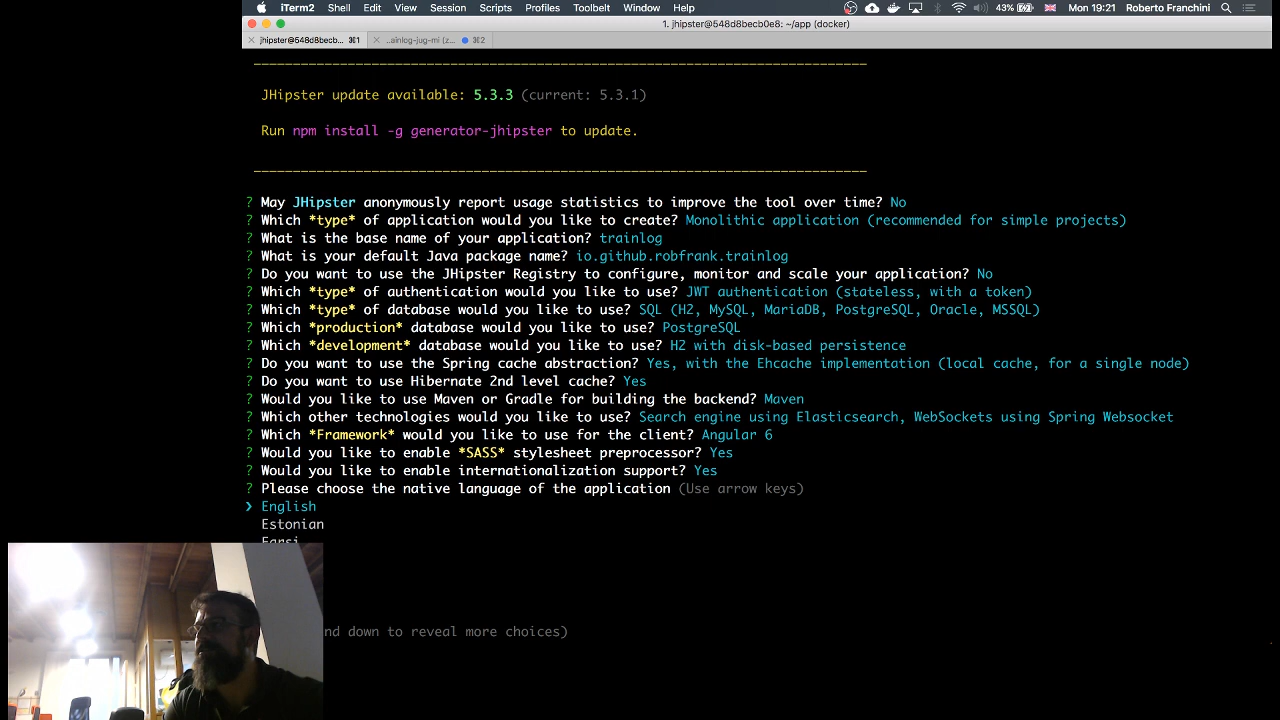 iTerm2 Shell Edit View Session Scripts Profiles Toolbelt Window Help 43% Mon 19:21 Roberto Franchini
1. jhipster@548d8becb0e8: ~/app (docker)
jhipster@548d8becb... ⌘1 ..ainlog-jug-mi (z... ⌘2
JHipster update available: 5.3.3 (current: 5.3.1)
Run npm install -g generator-jhipster to update.
? May JHipster anonymously report usage statistics to improve the tool over time? No
? Which *type* of application would you like to create? Monolithic application (recommended for simple projects)
? What is the base name of your application? trainlog
? What is your default Java package name? io.github.robfrank.trainlog
? Do you want to use the JHipster Registry to configure, monitor and scale your application? No
? Which *type* of authentication would you like to use? JWT authentication (stateless, with a token)
? Which *type* of database would you like to use? SQL (H2, MySQL, MariaDB, PostgreSQL, Oracle, MSSQL)
? Which *production* database would you like to use? PostgreSQL
? Which *development* database would you like to use? H2 with disk-based persistence
? Do you want to use the Spring cache abstraction? Yes, with the Ehcache implementation (local cache, for a single node)
? Do you want to use Hibernate 2nd level cache? Yes
? Would you like to use Maven or Gradle for building the backend? Maven
? Which other technologies would you like to use? Search engine using Elasticsearch, WebSockets using Spring Websocket
? Which *Framework* would you like to use for the client? Angular 6
? Would you like to enable *SASS* stylesheet preprocessor? Yes
? Would you like to enable internationalization support? Yes
? Please choose the native language of the application (Use arrow keys)
❯ English
Estonian
Farsi
nd down to reveal more choices)